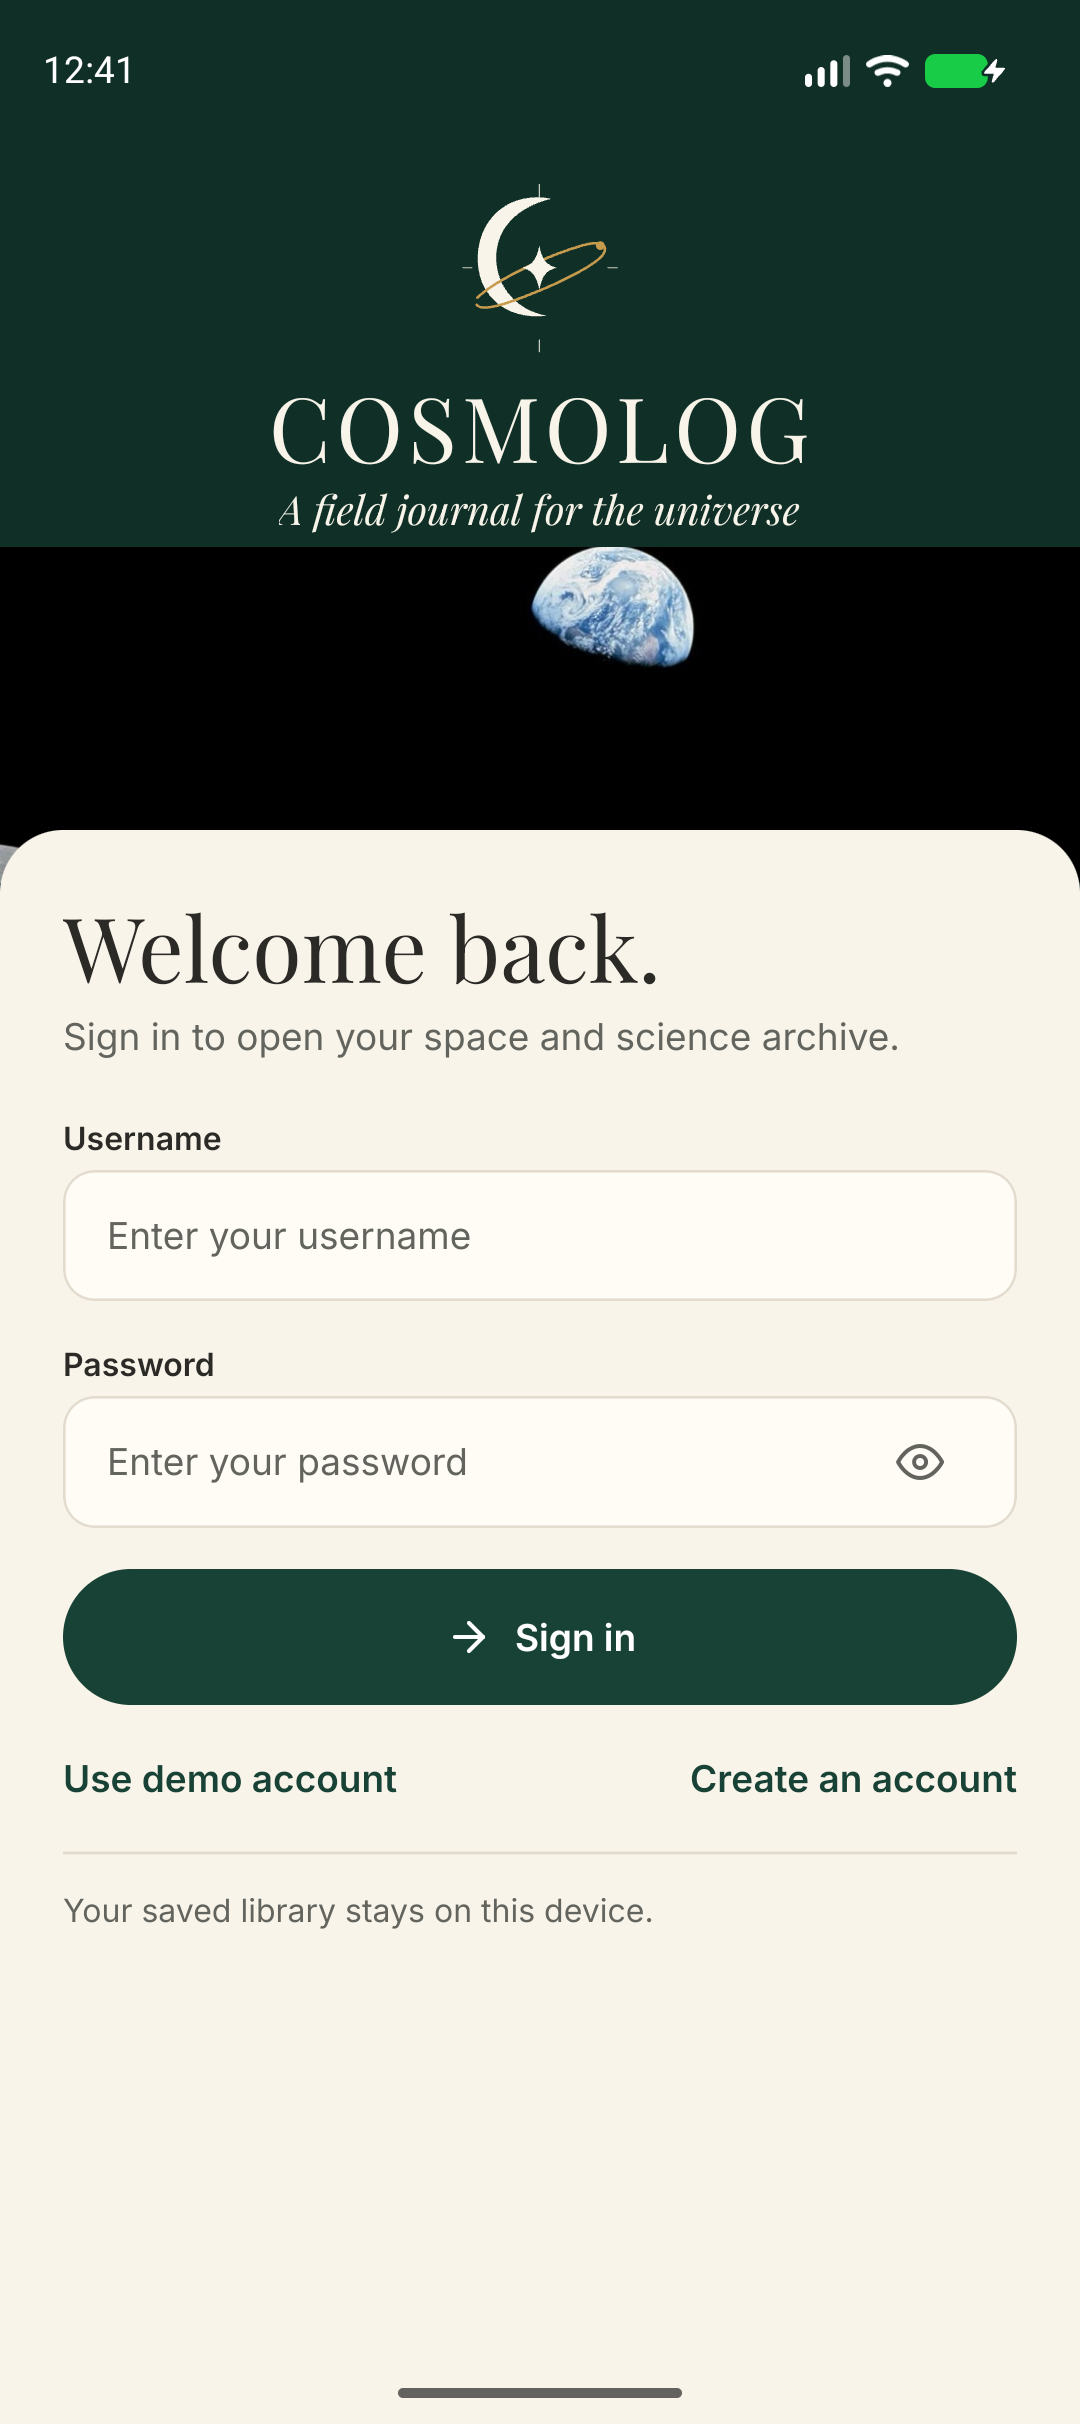 12:41
COSMOLOG
A field journal for the universe
Welcome back.
Sign in to open your space and science archive.
Username
Enter your username
Password
Enter your password
Sign in
Use demo account
Create an account
Your saved library stays on this device.